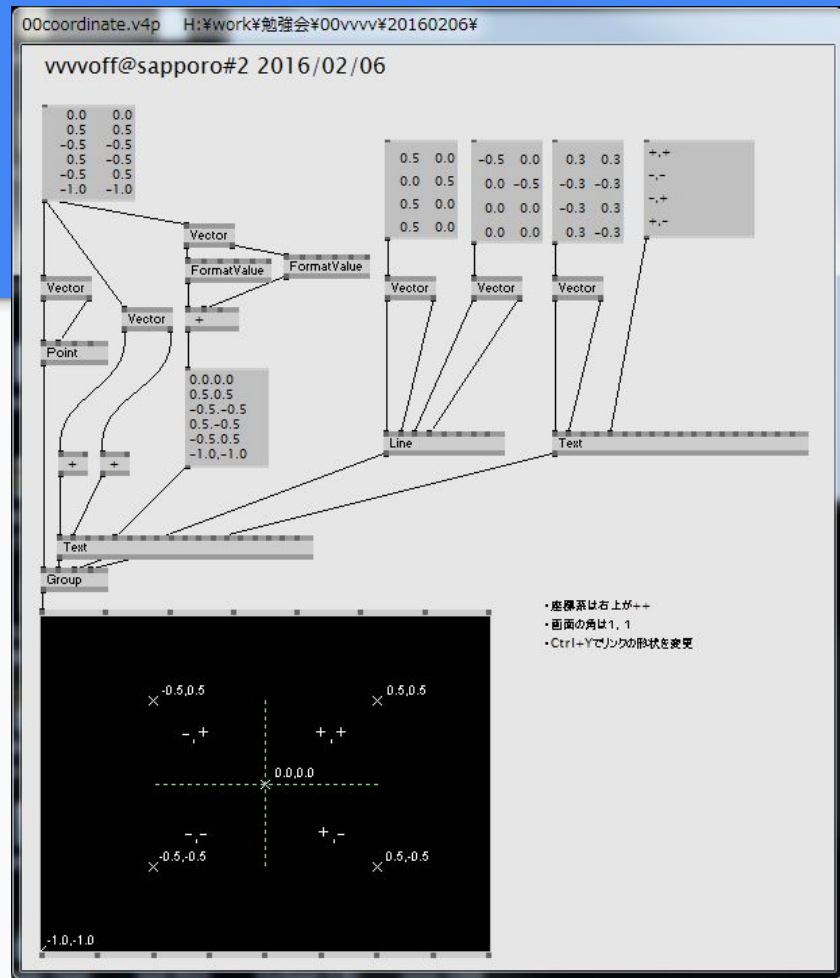 00coordinate.v4p H:¥work¥勉強会¥00vvvv¥20160206¥
vvvvoff@sapporo#2 2016/02/06
0.0 0.0
0.5 0.5
-0.5 -0.5
0.5 -0.5
-0.5 0.5
-1.0 -1.0
0.5 0.0
0.0 0.5
0.5 0.0
0.5 0.0
-0.5 0.0
0.0 -0.5
0.0 0.0
0.0 0.0
0.3 0.3
-0.3 -0.3
-0.3 0.3
0.3 -0.3
+,+
-,-
-,+
+,-
Vector
FormatValue
FormatValue
Vector
Vector
+
Vector
Vector
Vector
Point
0.0.0.0
0.5,0.5
-0.5.-0.5
0.5.-0.5
-0.5,0.5
-1.0,-1.0
Line
Text
+
+
Text
Group
・座標系は右上が++
・画面の角は1, 1
・Ctrl+Yでリンクの形状を変更
-0.5,0.5
0.5,0.5
-,+
+,+
0.0,0.0
-,-
+,-
-0.5,-0.5
0.5,-0.5
-1.0,-1.0